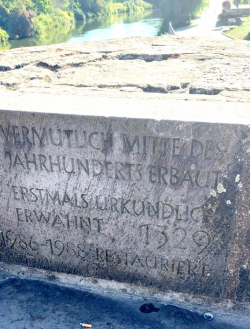 VERMUTLICH MITTE DES
JAHRHUNDERTS ERBAUT
ERSTMALS URKUNDLICH
ERWÄHNT 1329
1986-1988 RESTAURIERT